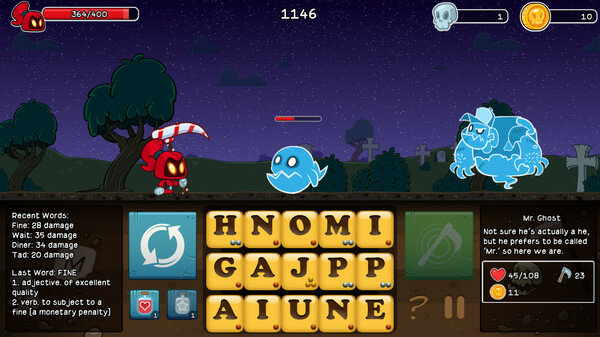 364/400
1146
1
10
Recent Words:
Fine: 28 damage
Wait: 35 damage
Diner: 34 damage
Tad: 20 damage
Last Word: FINE
1. adjective. of excellent
quality
2. verb. to subject to a
fine [a monetary penalty]
1
1
H N O M I
G A J P P
A I U N E
?
Mr. Ghost
Not sure he's actually a he,
but he prefers to be called
'Mr.' so here we are.
45/108
23
11